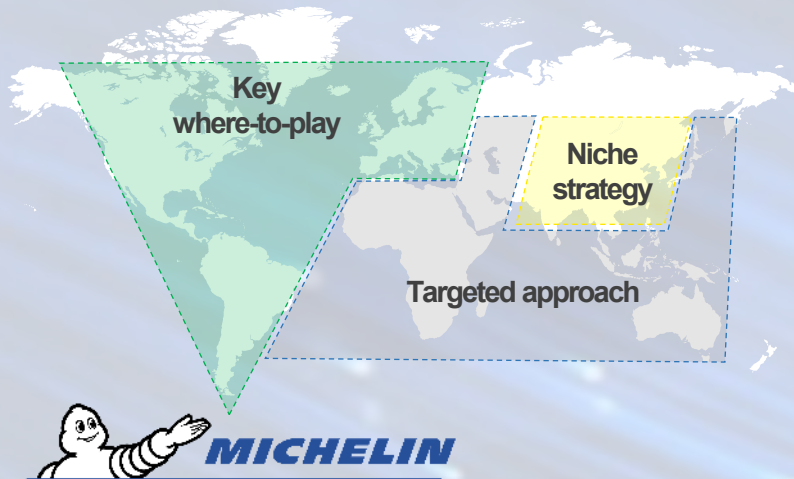 Key
where-to-play
Niche
strategy
Targeted approach
MICHELIN